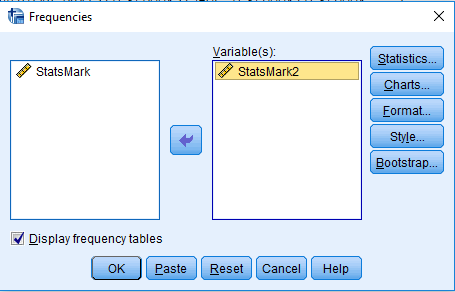 Frequencies
Variable(s):
StatsMark
StatsMark2
Statistics...
Charts...
Format...
Style...
Bootstrap...
Display frequency tables
OK Paste Reset Cancel Help